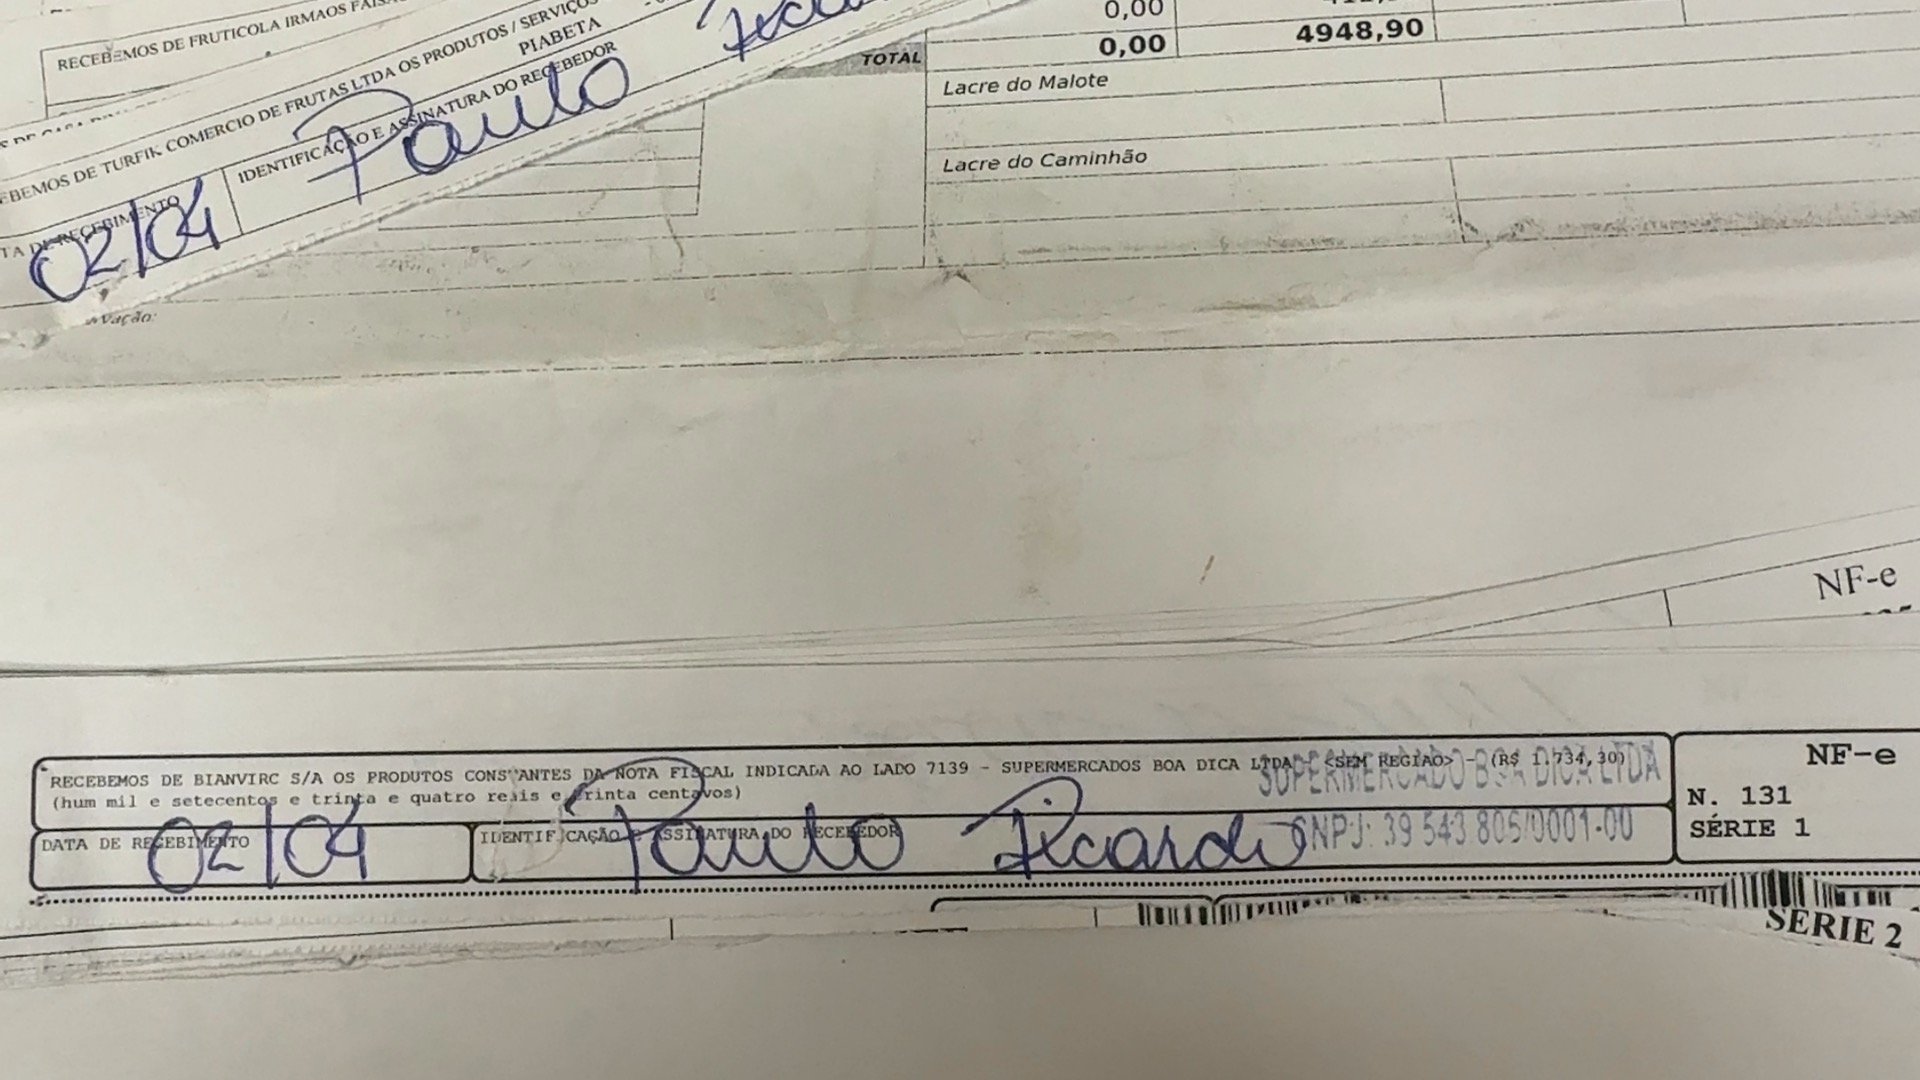 RECEBEMOS DE FRUTICOLA IRMAOS
EBEMOS DE TURFIK COMERCIO DE FRUTAS LTDA OS PRODUTOS / SERVIÇOS
PIABETA
TA DE RECEBIMENTO
IDENTIFICAÇÃO E ASSINATURA DO RECEBEDOR
02/04
Paulo
vação:
0,00
TOTAL
0,00
4948,90
Lacre do Malote
Lacre do Caminhão
NF-e
RECEBEMOS DE BIANVIRC S/A OS PRODUTOS CONSTANTES DA NOTA FISCAL INDICADA AO LADO 7139 - SUPERMERCADOS BOA DICA LTDA - <SEM REGIAO> - (R$ 1.734,30)
(hum mil e setecentos e trinta e quatro reais e trinta centavos)
SUPERMERCADO BOA DICA LTDA
CNPJ: 39 543 805/0001-00
DATA DE RECEBIMENTO
02/04
IDENTIFICAÇÃO E ASSINATURA DO RECEBEDOR
Paulo Ricardo
NF-e
N. 131
SÉRIE 1
SERIE 2